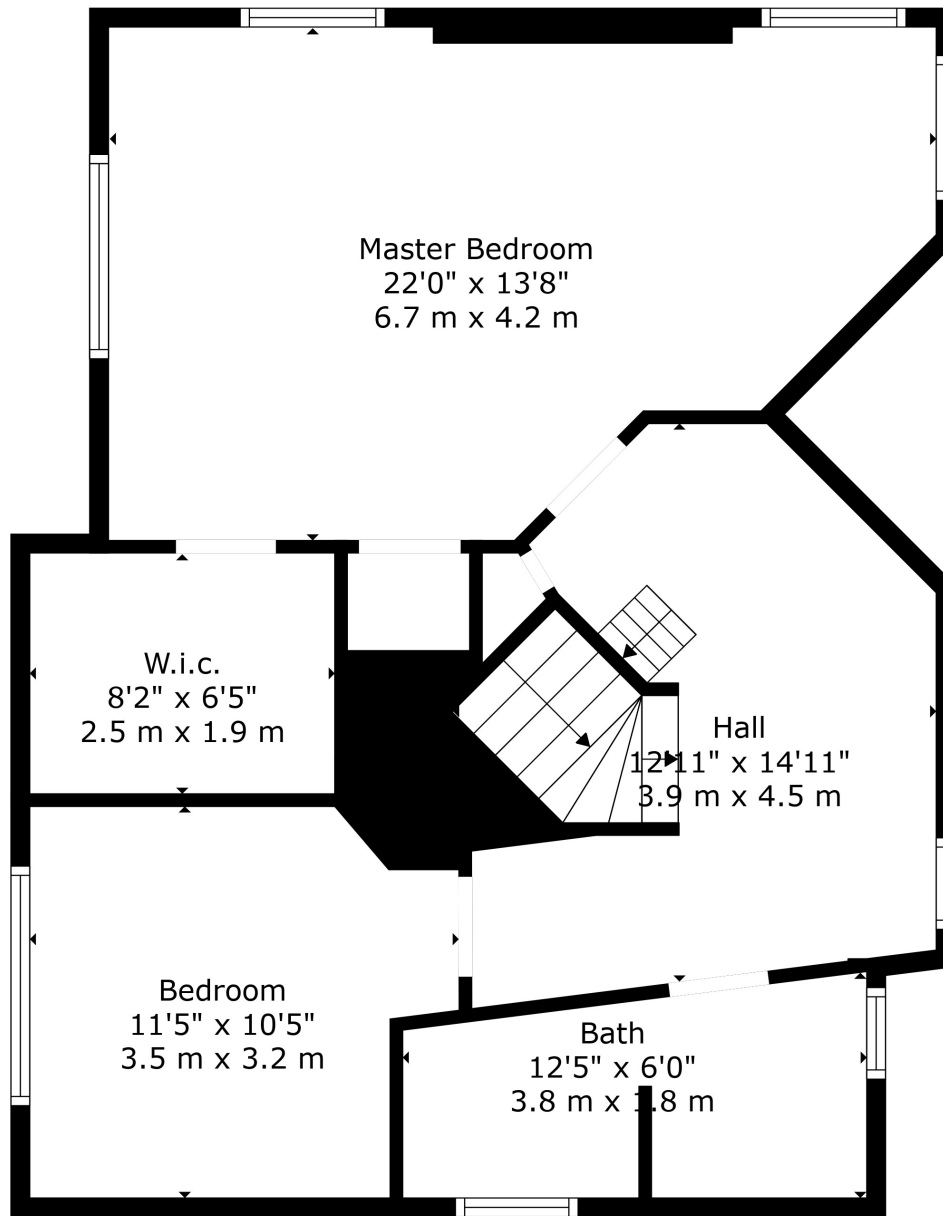 Master Bedroom
22'0" x 13'8"
6.7 m x 4.2 m
W.i.c.
8'2" x 6'5"
2.5 m x 1.9 m
Hall
12'11" x 14'11"
3.9 m x 4.5 m
Bedroom
11'5" x 10'5"
3.5 m x 3.2 m
Bath
12'5" x 6'0"
3.8 m x 1.8 m